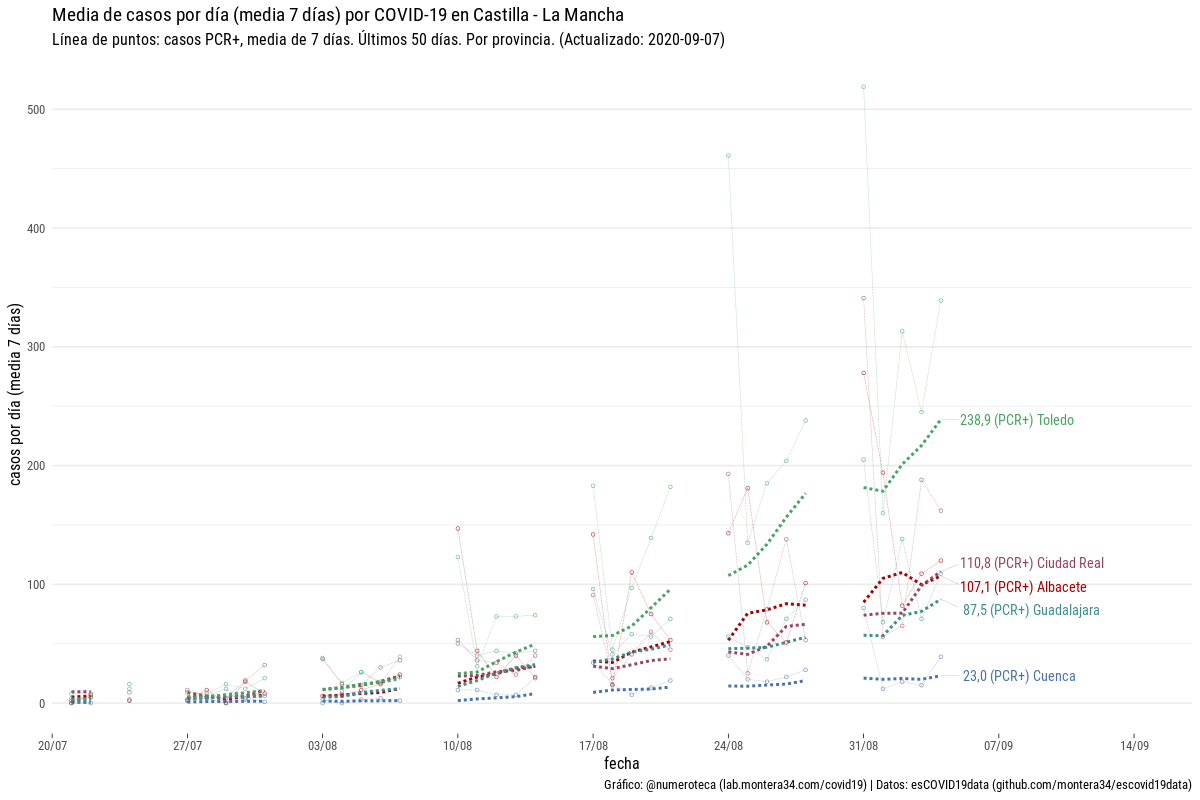 Media de casos por día (media 7 días) por COVID-19 en Castilla - La Mancha
Línea de puntos: casos PCR+, media de 7 días. Últimos 50 días. Por provincia. (Actualizado: 2020-09-07)
casos por día (media 7 días)
500
400
300
200
100
0
238,9 (PCR+) Toledo
110,8 (PCR+) Ciudad Real
107,1 (PCR+) Albacete
87,5 (PCR+) Guadalajara
23,0 (PCR+) Cuenca
20/07 27/07 03/08 10/08 17/08 24/08 31/08 07/09 14/09
fecha
Gráfico: @numeroteca (lab.montera34.com/covid19) | Datos: esCOVID19data (github.com/montera34/escovid19data)